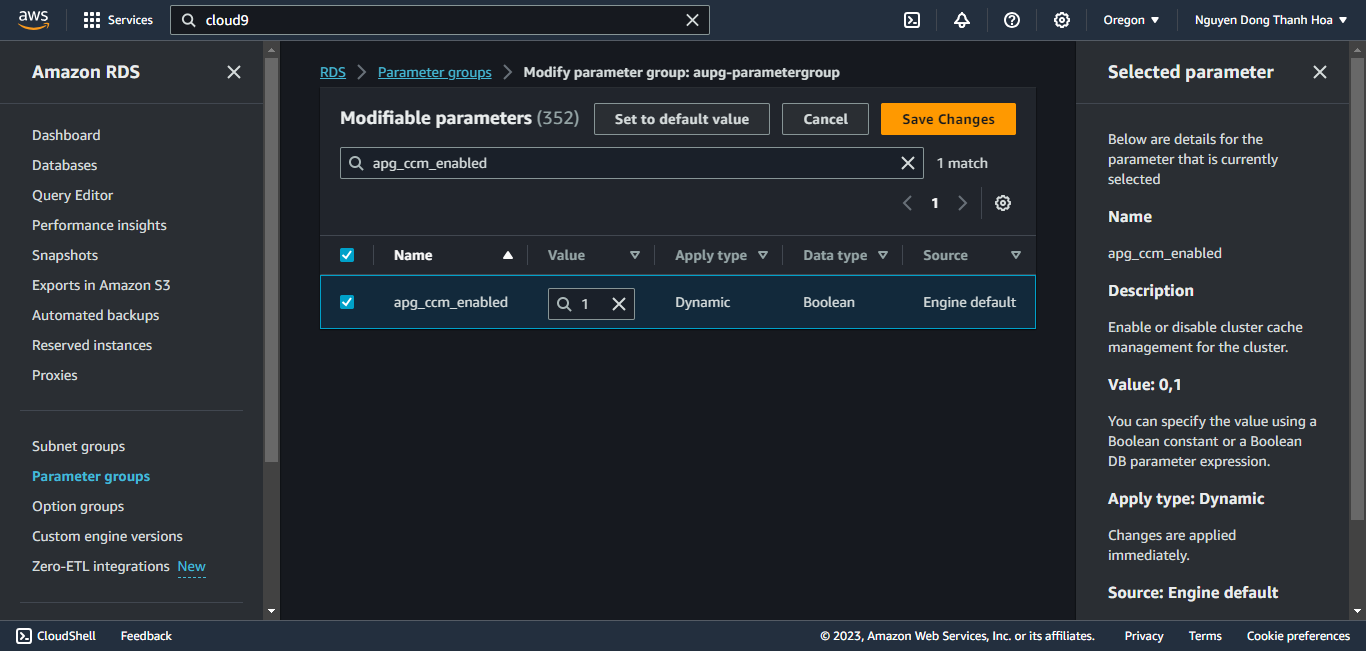 aws Services cloud9 Oregon Nguyen Dong Thanh Hoa
Amazon RDS
Dashboard
Databases
Query Editor
Performance insights
Snapshots
Exports in Amazon S3
Automated backups
Reserved instances
Proxies
Subnet groups
Parameter groups
Option groups
Custom engine versions
Zero-ETL integrations New
RDS Parameter groups Modify parameter group: aupg-parametergroup
Modifiable parameters (352) Set to default value Cancel Save Changes
apg_ccm_enabled 1 match
1
Name Value Apply type Data type Source
apg_ccm_enabled 1 Dynamic Boolean Engine default
Selected parameter
Below are details for the
parameter that is currently
selected
Name
apg_ccm_enabled
Description
Enable or disable cluster cache
management for the cluster.
Value: 0,1
You can specify the value using a
Boolean constant or a Boolean
DB parameter expression.
Apply type: Dynamic
Changes are applied
immediately.
Source: Engine default
CloudShell Feedback © 2023, Amazon Web Services, Inc. or its affiliates. Privacy Terms Cookie preferences